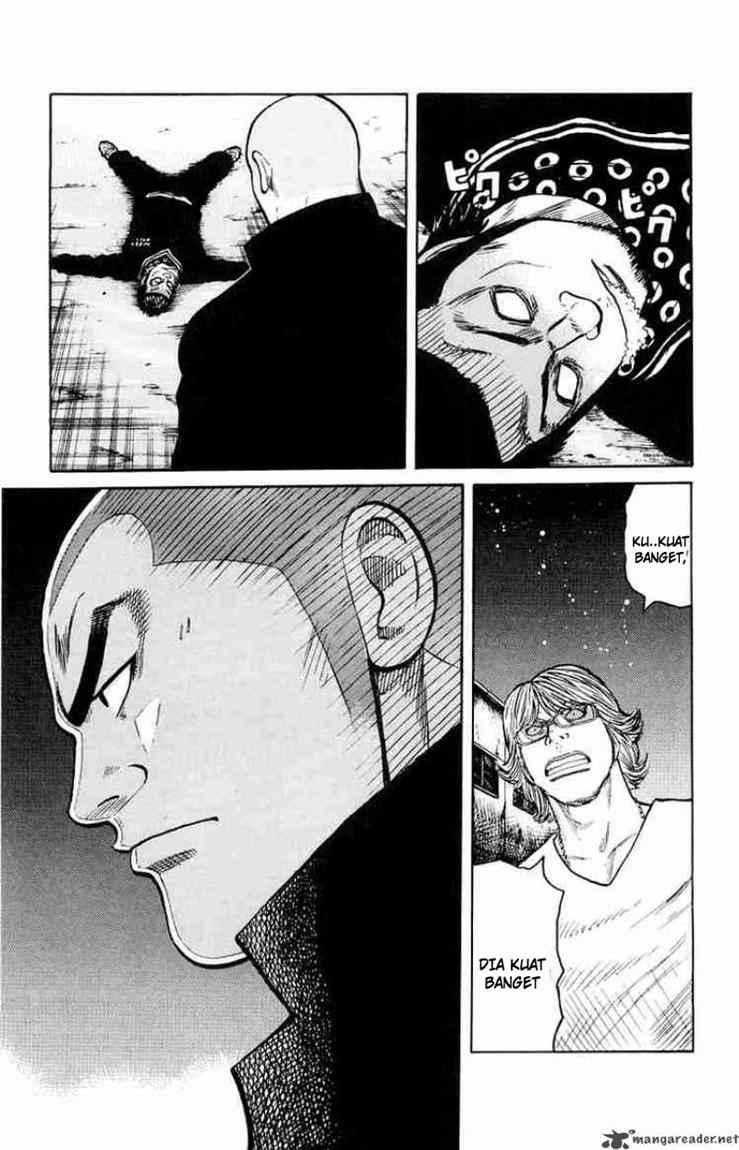 ピク
ピク
KU..KUAT
BANGET,
DIA KUAT
BANGET
mangareader.net